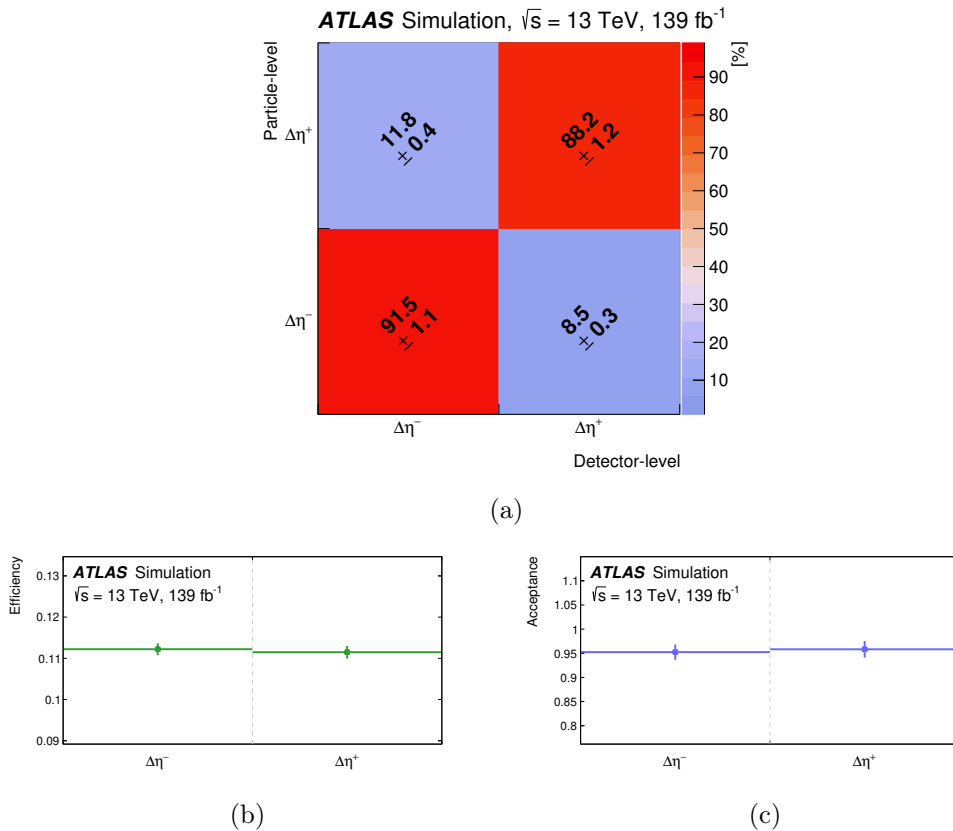 ATLAS Simulation, √s = 13 TeV, 139 fb⁻¹
Particle-level
[%]
90
80
70
60
50
40
30
20
10
Δη⁺
11.8 ± 0.4
88.2 ± 1.2
Δη⁻
91.5 ± 1.1
8.5 ± 0.3
Δη⁻ Δη⁺
Detector-level
(a)
Efficiency
ATLAS Simulation
√s = 13 TeV, 139 fb⁻¹
0.13
0.12
0.11
0.1
0.09
Δη⁻ Δη⁺
(b)
Acceptance
ATLAS Simulation
√s = 13 TeV, 139 fb⁻¹
1.1
1.05
1
0.95
0.9
0.85
0.8
Δη⁻ Δη⁺
(c)